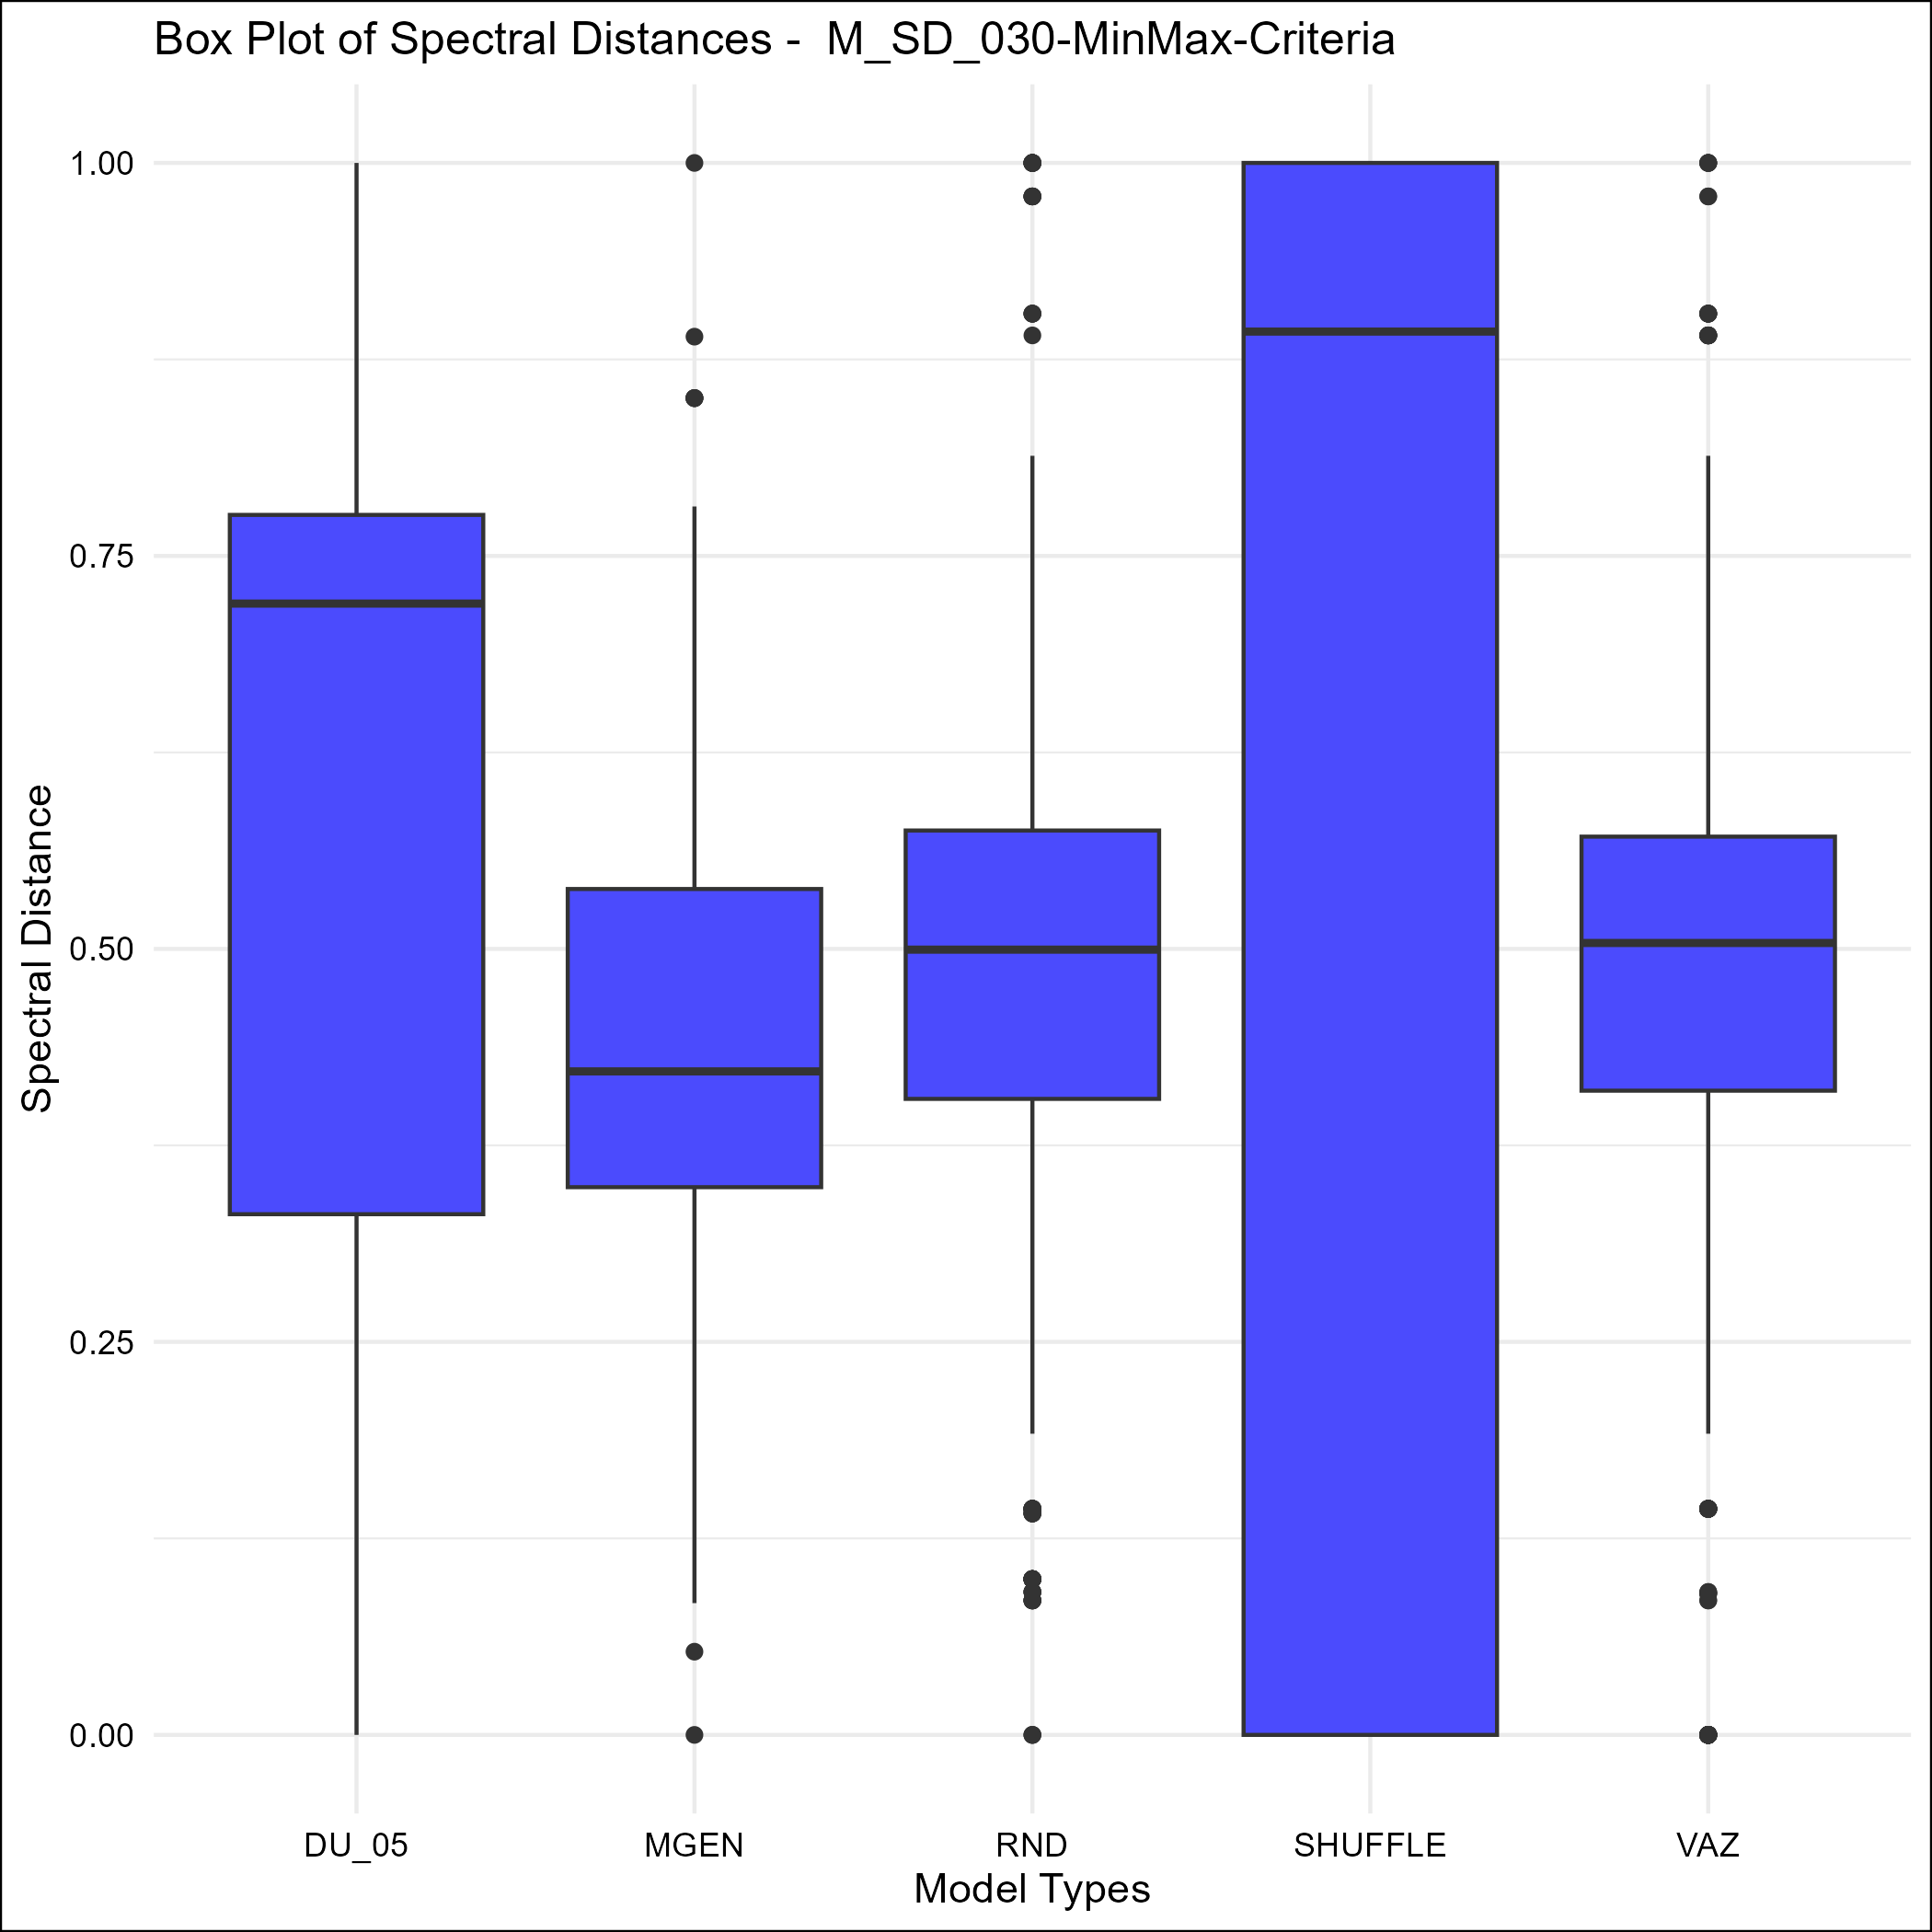 Box Plot of Spectral Distances -  M_SD_030-MinMax-Criteria
1.00
0.75
0.50
0.25
0.00
Spectral Distance
DU_05
MGEN
RND
SHUFFLE
VAZ
Model Types